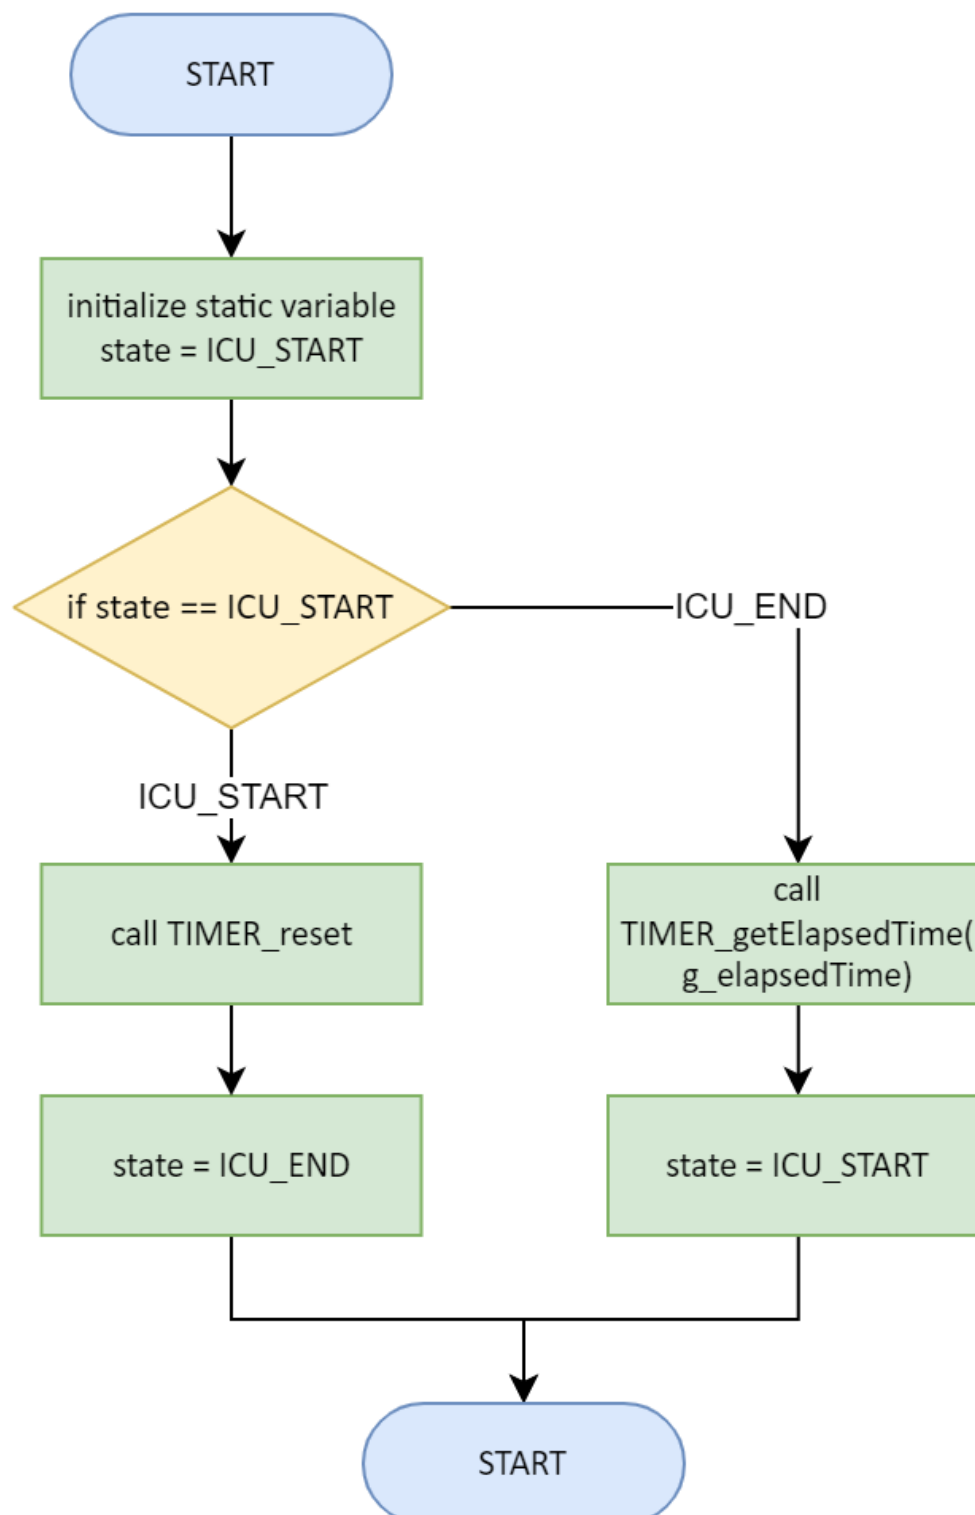 START
initialize static variable
state = ICU_START
if state == ICU_START
ICU_END
ICU_START
call TIMER_reset
call
TIMER_getElapsedTime(
g_elapsedTime)
state = ICU_END
state = ICU_START
START